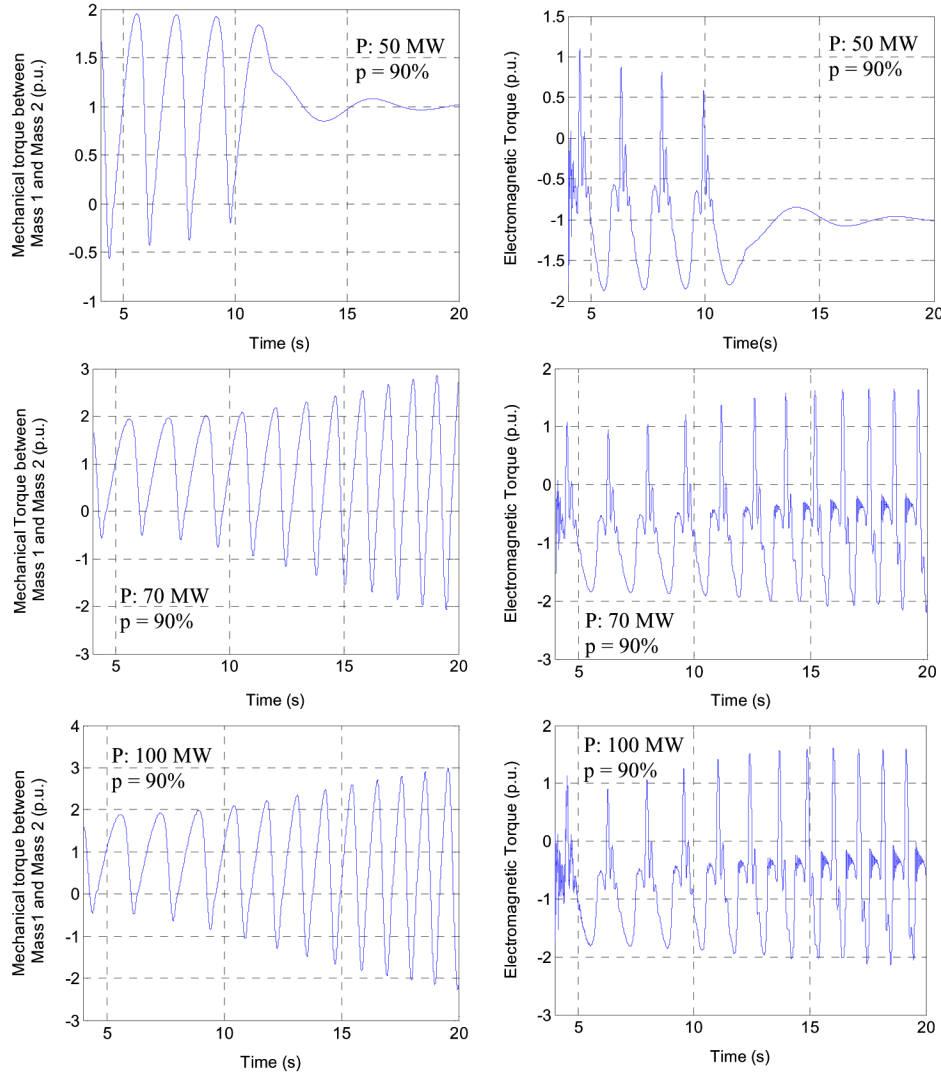 Mechanical torque between
Mass 1 and Mass 2 (p.u.)
2
1.5
1
0.5
0
-0.5
-1
P: 50 MW
p = 90%
5
10
15
20
Time (s)
Electromagnetic Torque (p.u.)
1.5
1
0.5
0
-0.5
-1
-1.5
-2
P: 50 MW
p = 90%
5
10
15
20
Time(s)
Mechanical Torque between
Mass 1 and Mass 2 (p.u.)
3
2
1
0
-1
-2
-3
P: 70 MW
p = 90%
5
10
15
20
Time (s)
Electromagnetic Torque (p.u.)
2
1
0
-1
-2
-3
P: 70 MW
p = 90%
5
10
15
20
Time (s)
Mechanical torque between
Mass1 and Mass 2 (p.u.)
4
3
2
1
0
-1
-2
-3
P: 100 MW
p = 90%
5
10
15
20
Time (s)
Electromagnetic Torque (p.u.)
2
1
0
-1
-2
-3
P: 100 MW
p = 90%
5
10
15
20
Time (s)